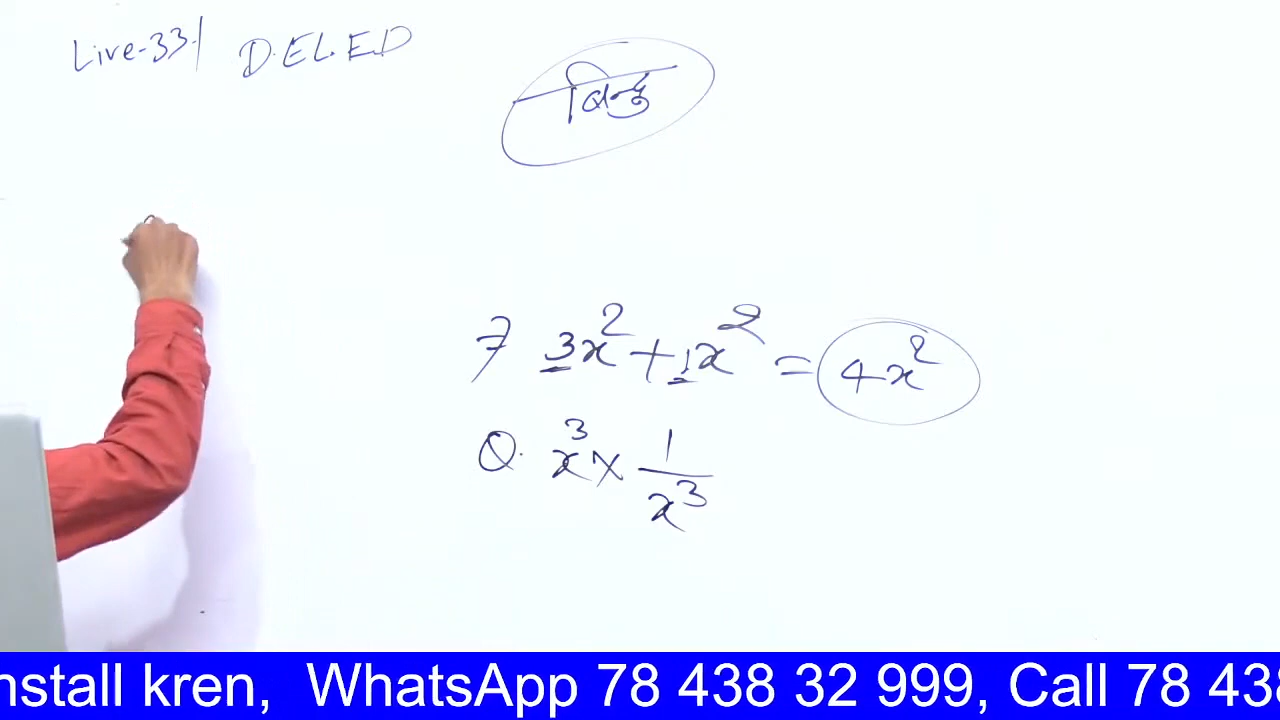 Live-33| D.EL.E.D
बिन्दु
7 3x² + 1x² = 4x²
Q. x³ × 1/x³
nstall kren, WhatsApp 78 438 32 999, Call 78 438